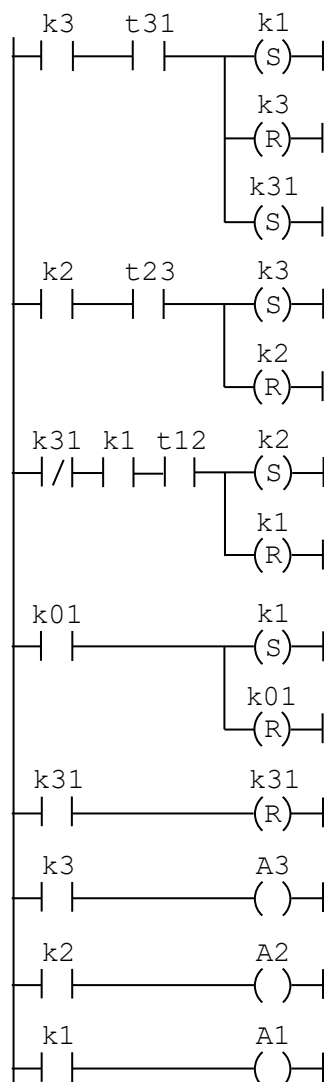 k3 t31 k1
S
k3
R
k31
S
k2 t23 k3
S
k2
R
k31 k1 t12 k2
S
k1
R
k01 k1
S
k01
R
k31 k31
R
k3 A3
k2 A2
k1 A1